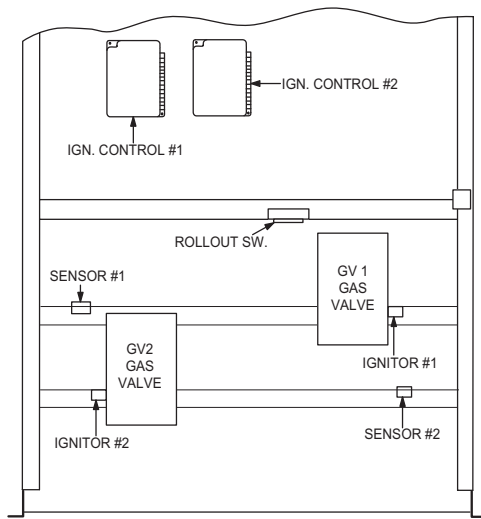 IGN. CONTROL #2
IGN. CONTROL #1
ROLLOUT SW.
SENSOR #1
GV 1
GAS
VALVE
GV2
GAS
VALVE
IGNITOR #1
IGNITOR #2
SENSOR #2